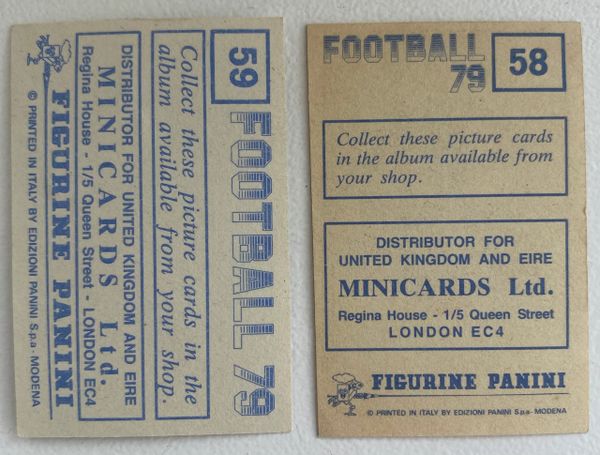 59
FOOTBALL 79
Collect these picture cards in the
album available from your shop.
DISTRIBUTOR FOR UNITED KINGDOM AND EIRE
MINICARDS Ltd.
Regina House - 1/5 Queen Street - LONDON EC4
FIGURINE PANINI
© PRINTED IN ITALY BY EDIZIONI PANINI S.p.a - MODENA
FOOTBALL
79
58
Collect these picture cards
in the album available from
your shop.
DISTRIBUTOR FOR
UNITED KINGDOM AND EIRE
MINICARDS Ltd.
Regina House - 1/5 Queen Street
LONDON EC4
FIGURINE PANINI
© PRINTED IN ITALY BY EDIZIONI PANINI S.p.a - MODENA